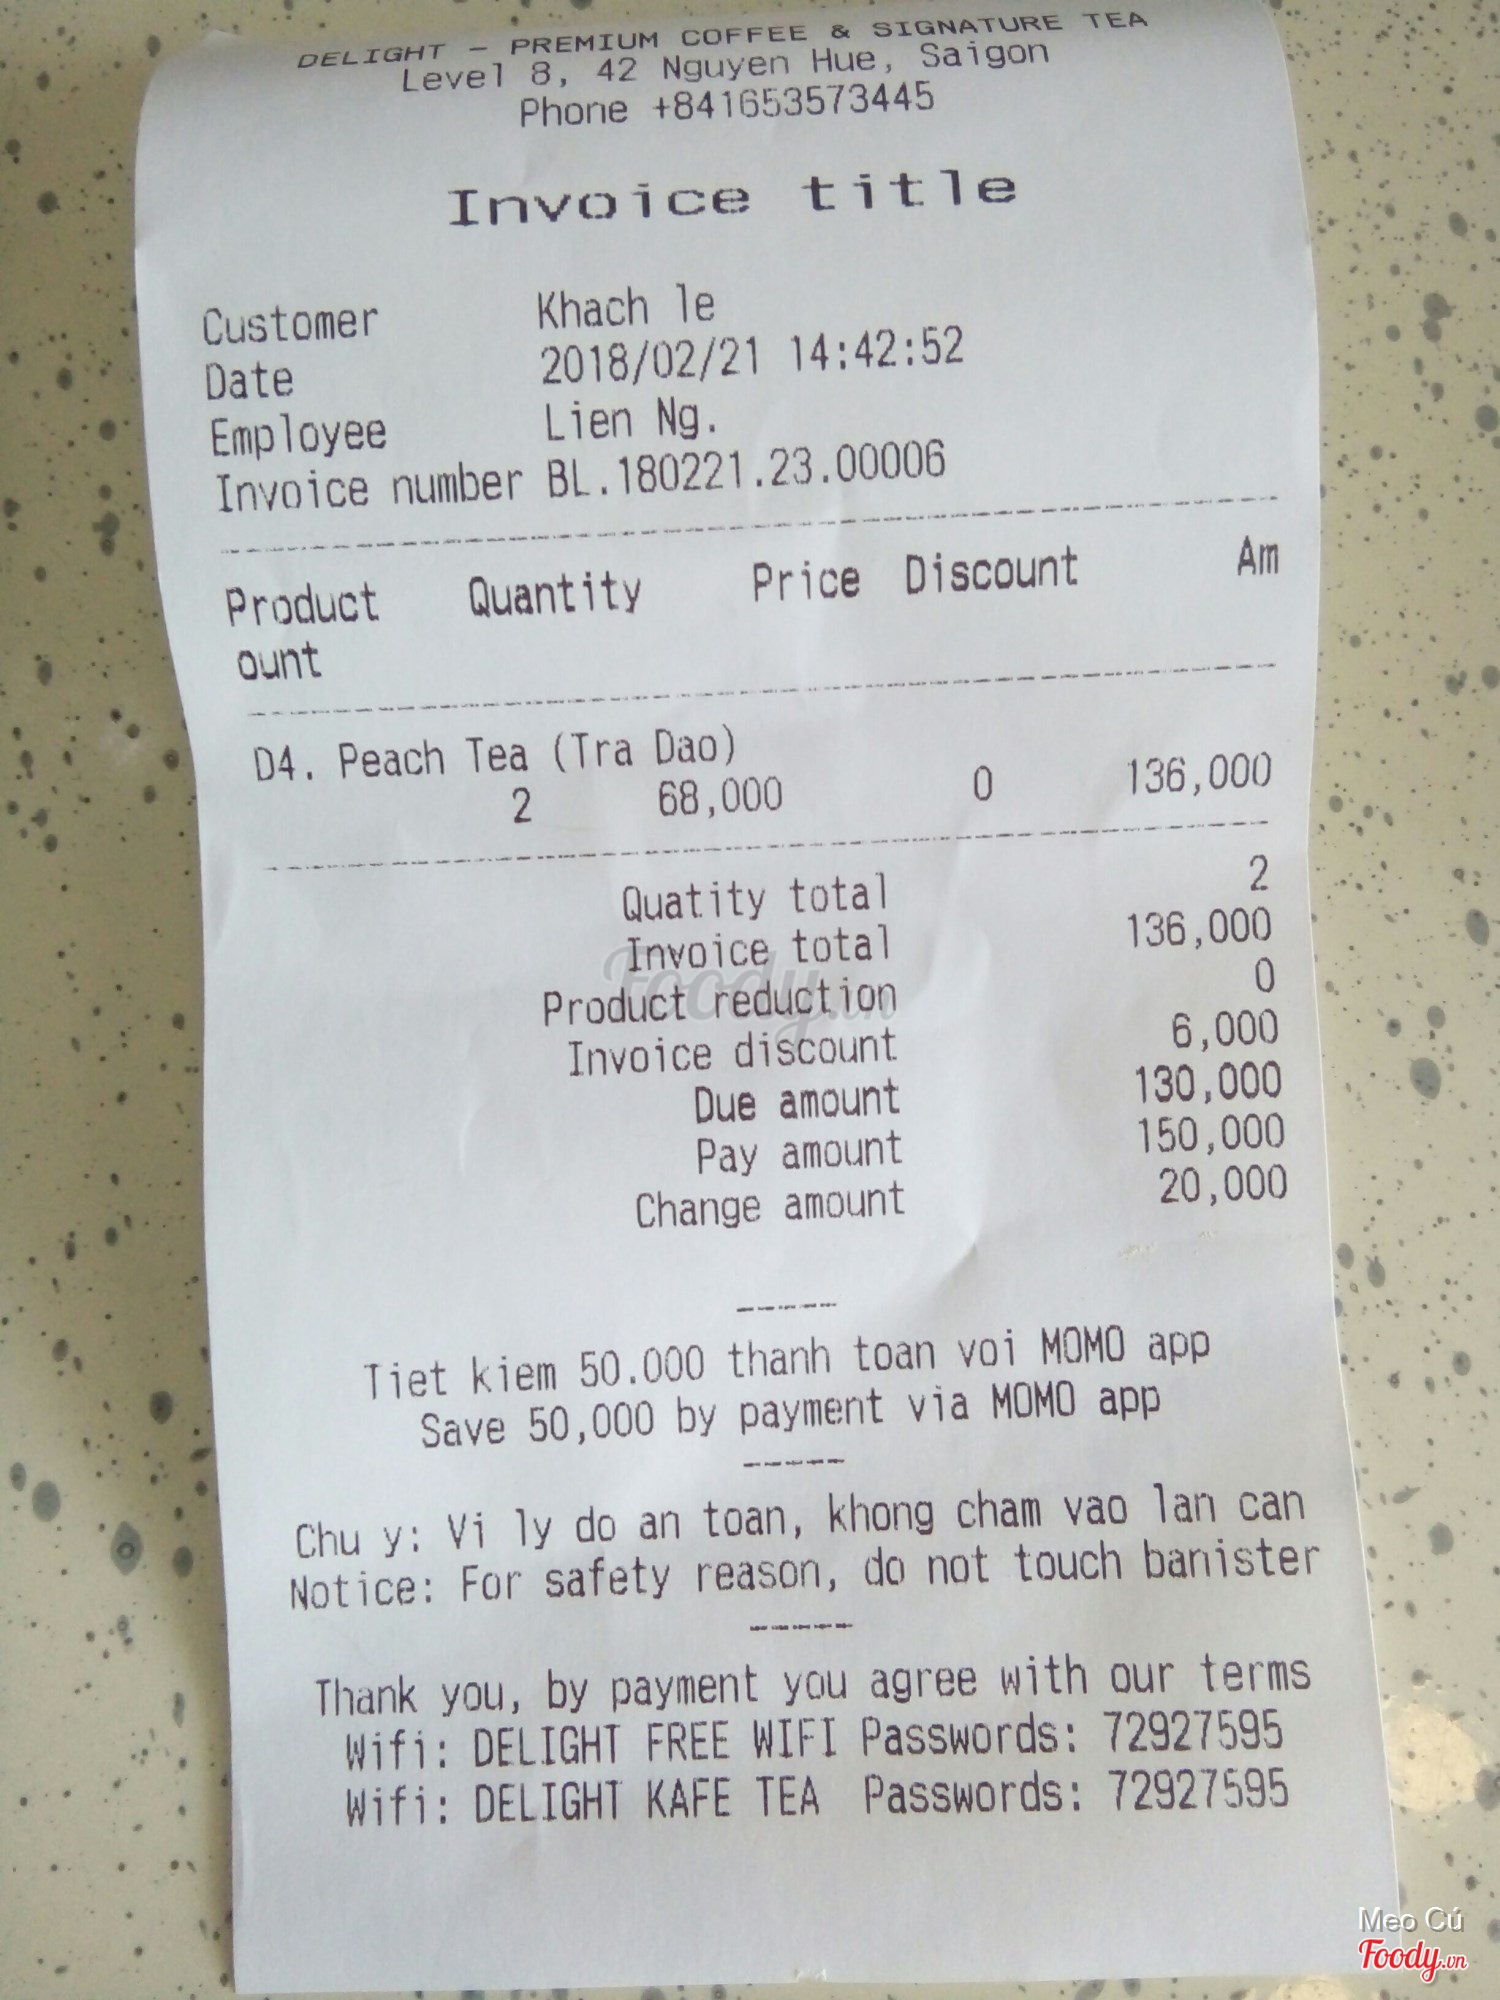 DELIGHT - PREMIUM COFFEE & SIGNATURE TEA
Level 8, 42 Nguyen Hue, Saigon
Phone +841653573445
Invoice title
Customer Khach le
Date 2018/02/21 14:42:52
Employee Lien Ng.
Invoice number BL.180221.23.00006
Product Quantity Price Discount Am
ount
D4. Peach Tea (Tra Dao)
2 68,000 0 136,000
Quatity total 2
Invoice total 136,000
Product reduction 0
Invoice discount 6,000
Due amount 130,000
Pay amount 150,000
Change amount 20,000
-----
Tiet kiem 50.000 thanh toan voi MOMO app
Save 50,000 by payment via MOMO app
-----
Chu y: Vi ly do an toan, khong cham vao lan can
Notice: For safety reason, do not touch banister
-----
Thank you, by payment you agree with our terms
Wifi: DELIGHT FREE WIFI Passwords: 72927595
Wifi: DELIGHT KAFE TEA Passwords: 72927595
Foody.vn
Meo Cú
Foody.vn